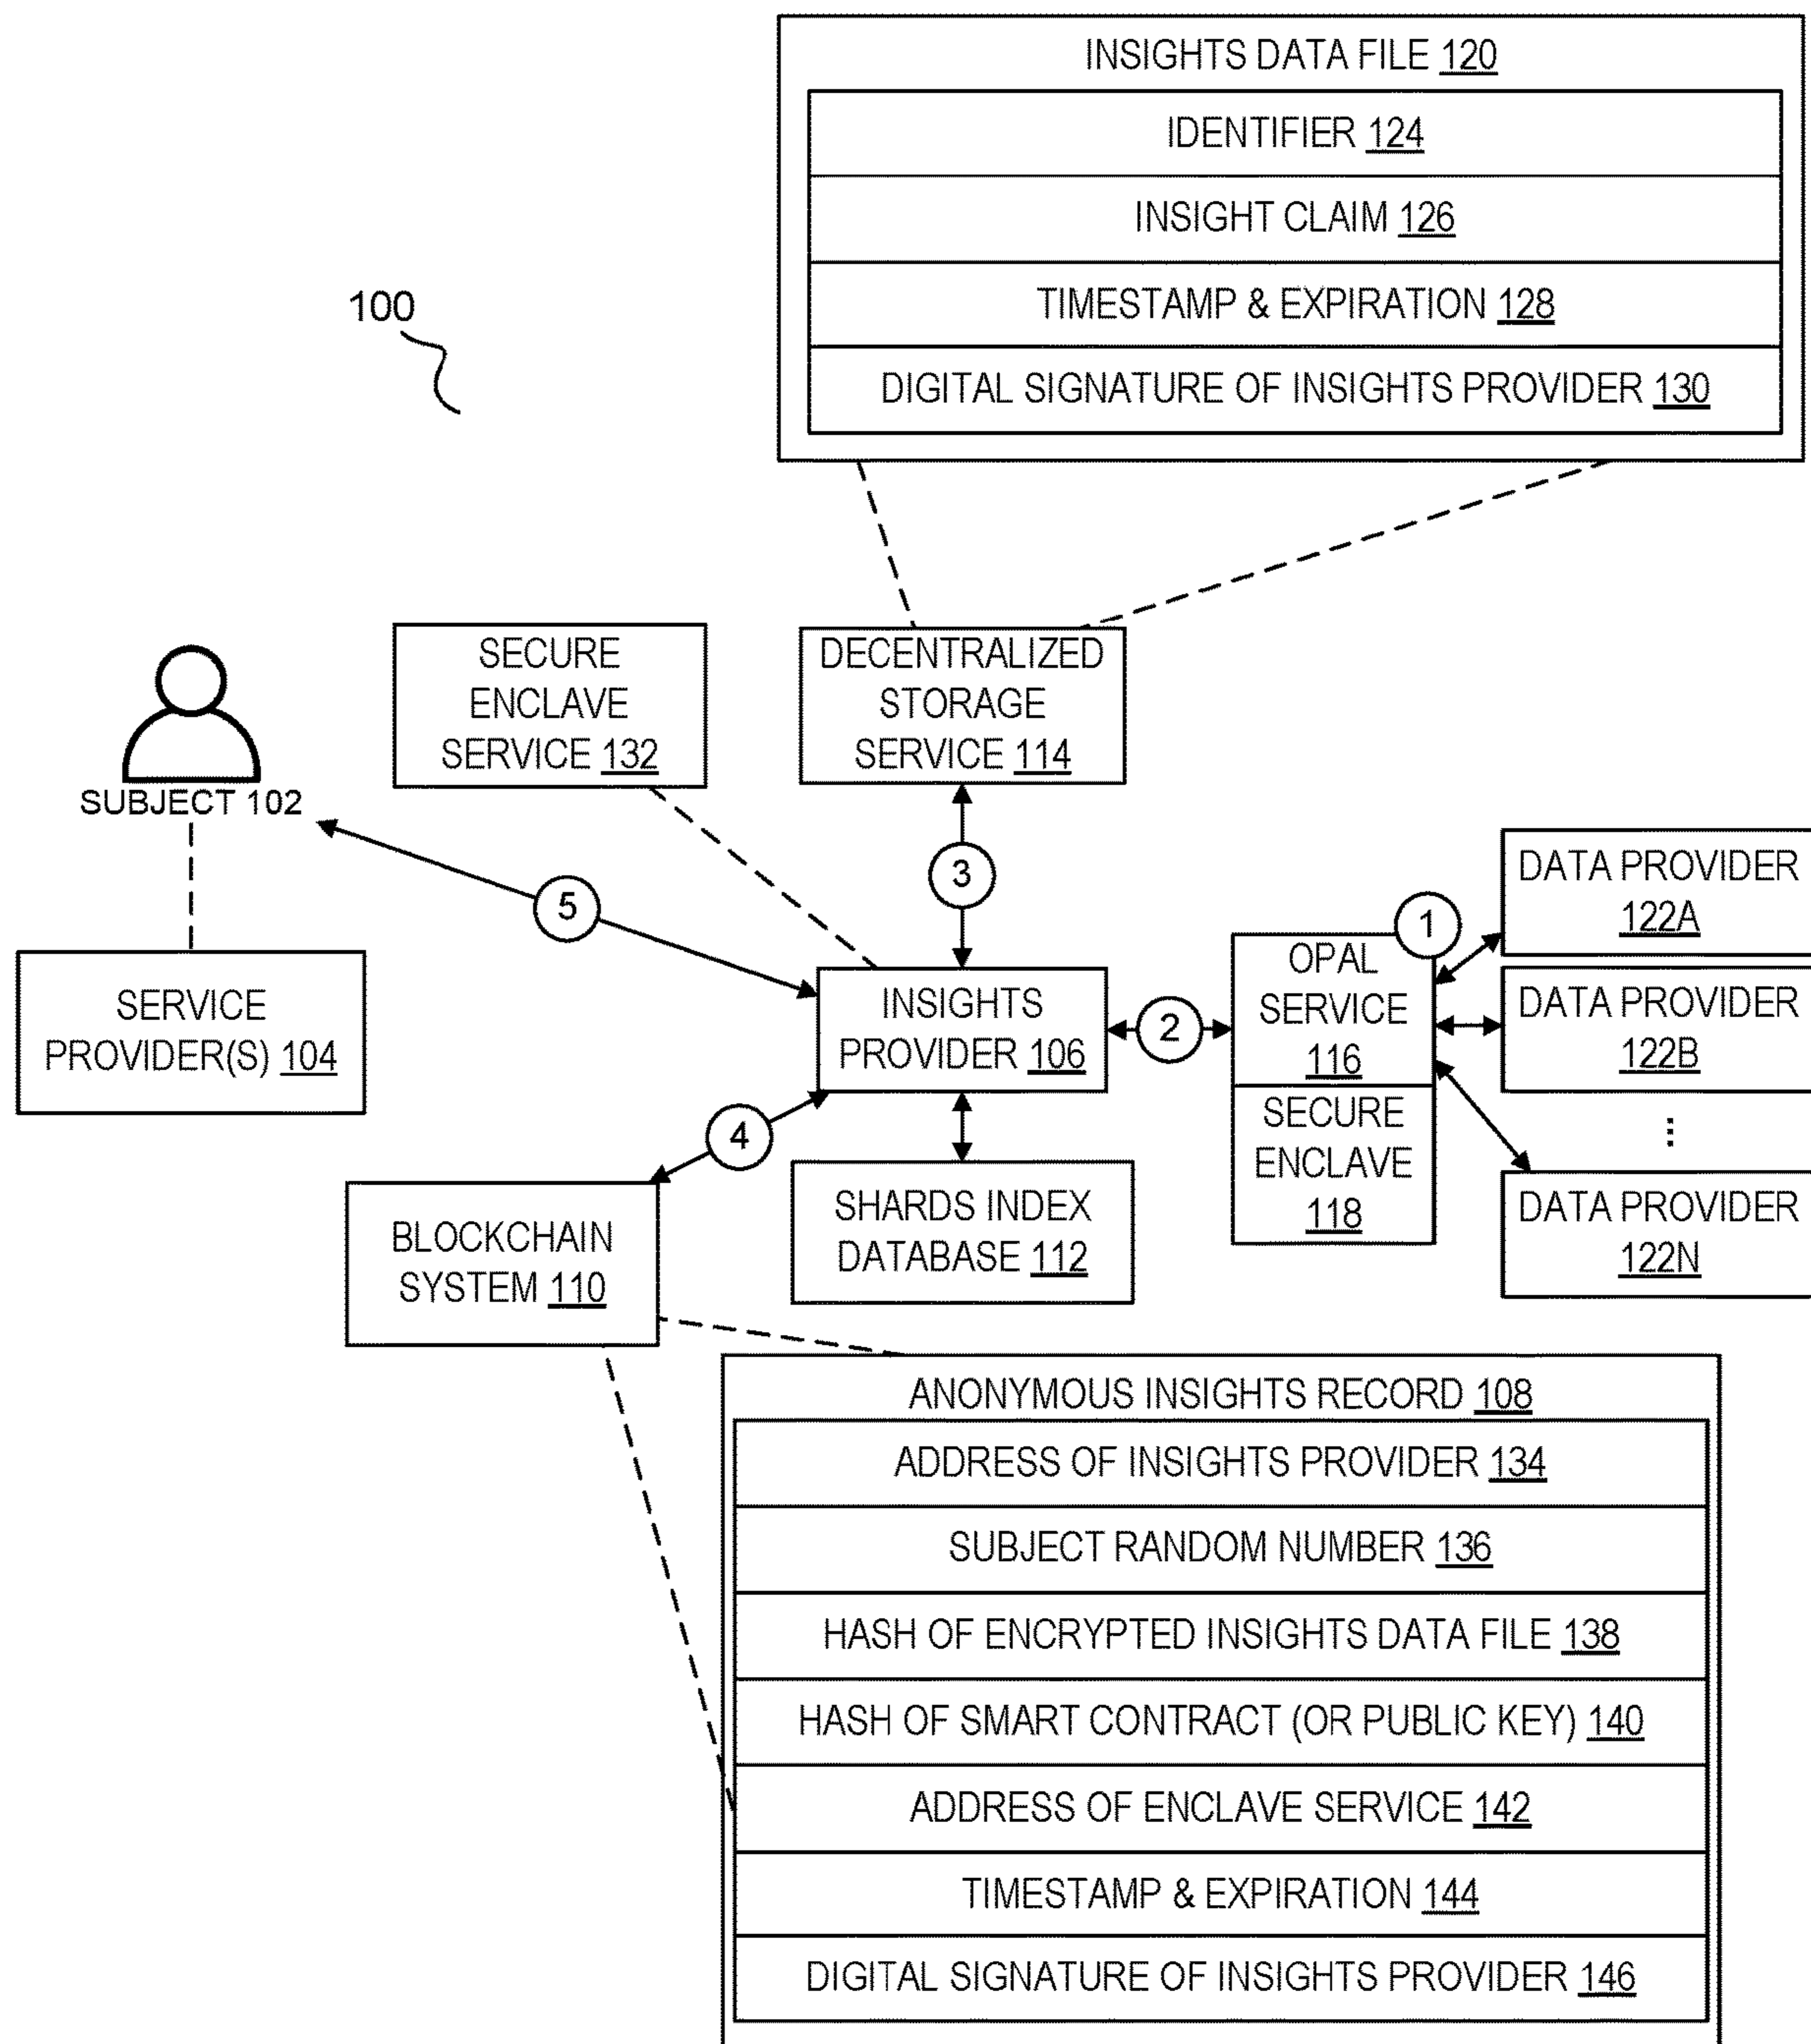 INSIGHTS DATA FILE 120
IDENTIFIER 124
INSIGHT CLAIM 126
TIMESTAMP & EXPIRATION 128
DIGITAL SIGNATURE OF INSIGHTS PROVIDER 130
100
SECURE
ENCLAVE
SERVICE 132
DECENTRALIZED
STORAGE
SERVICE 114
SUBJECT 102
3
5
1
DATA PROVIDER
122A
SERVICE
PROVIDER(S) 104
INSIGHTS
PROVIDER 106
2
OPAL
SERVICE
116
SECURE
ENCLAVE
118
DATA PROVIDER
122B
...
DATA PROVIDER
122N
4
BLOCKCHAIN
SYSTEM 110
SHARDS INDEX
DATABASE 112
ANONYMOUS INSIGHTS RECORD 108
ADDRESS OF INSIGHTS PROVIDER 134
SUBJECT RANDOM NUMBER 136
HASH OF ENCRYPTED INSIGHTS DATA FILE 138
HASH OF SMART CONTRACT (OR PUBLIC KEY) 140
ADDRESS OF ENCLAVE SERVICE 142
TIMESTAMP & EXPIRATION 144
DIGITAL SIGNATURE OF INSIGHTS PROVIDER 146